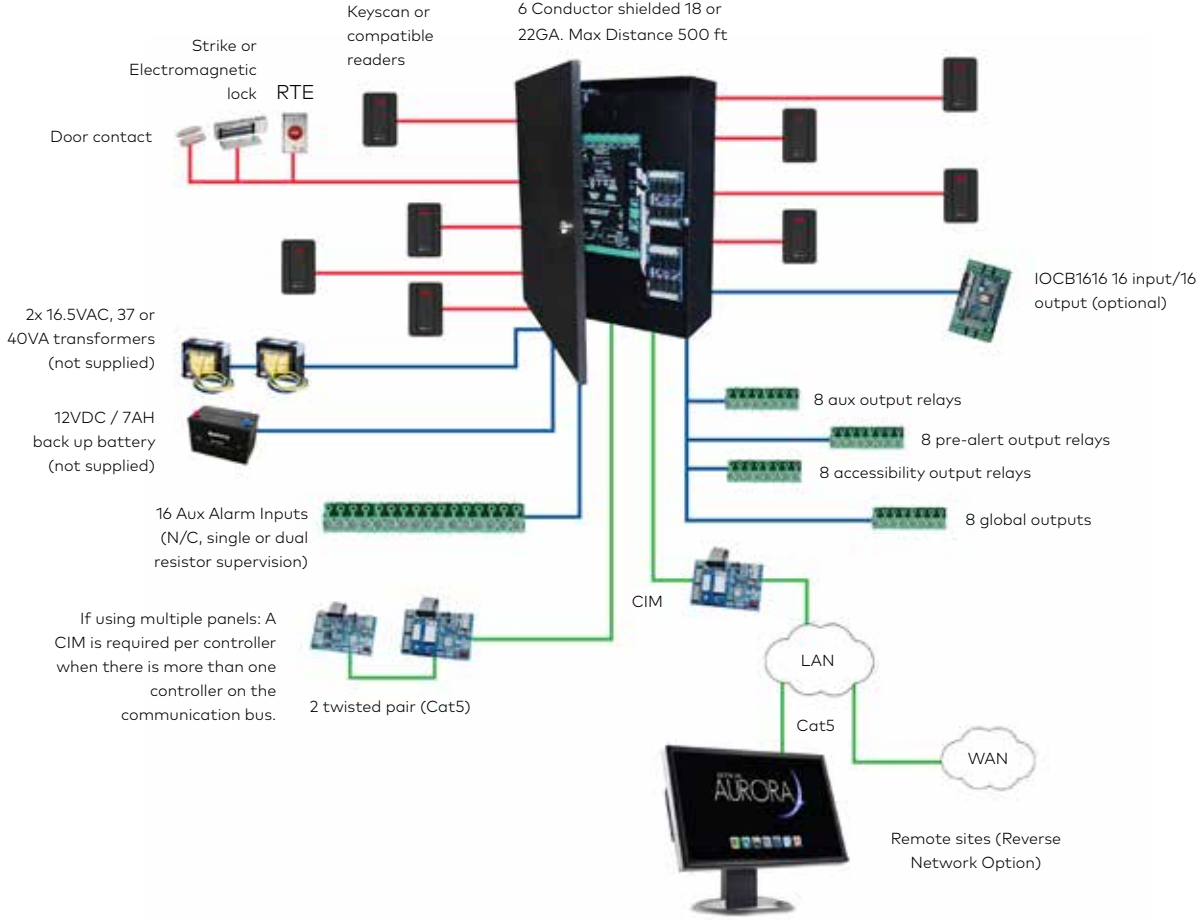 Keyscan or
compatible
readers
6 Conductor shielded 18 or
22GA. Max Distance 500 ft
Strike or
Electromagnetic
lock
RTE
Door contact
IOCB1616 16 input/16
output (optional)
2x 16.5VAC, 37 or
40VA transformers
(not supplied)
12VDC / 7AH
back up battery
(not supplied)
8 aux output relays
8 pre-alert output relays
8 accessibility output relays
8 global outputs
16 Aux Alarm Inputs
(N/C, single or dual
resistor supervision)
CIM
If using multiple panels: A
CIM is required per controller
when there is more than one
controller on the
communication bus.
2 twisted pair (Cat5)
LAN
Cat5
WAN
AURORA
Remote sites (Reverse
Network Option)